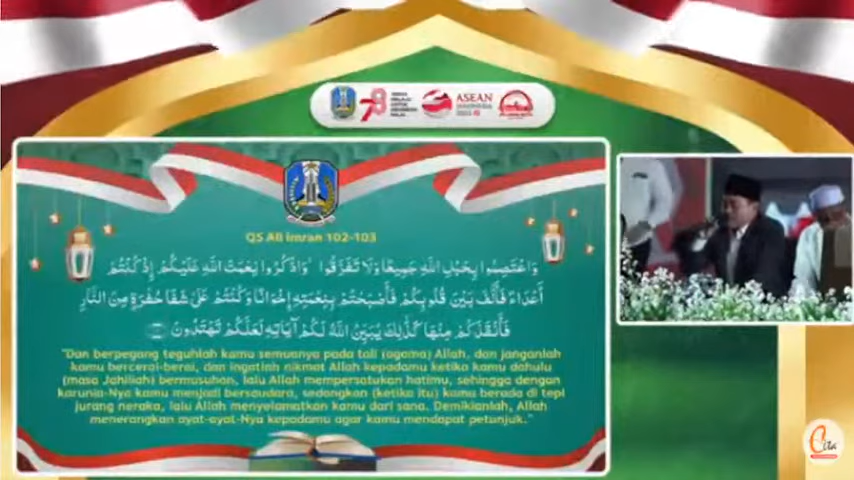 78
ASEAN
INDONESIA
2023
QS Ali Imran 102-103
وَاعْتَصِمُوا بِحَبْلِ اللَّهِ جَمِيعًا وَلَا تَفَرَّقُوا ۚ وَاذْكُرُوا نِعْمَتَ اللَّهِ عَلَيْكُمْ إِذْ كُنْتُمْ
أَعْدَاءً فَأَلَّفَ بَيْنَ قُلُوبِكُمْ فَأَصْبَحْتُمْ بِنِعْمَتِهِ إِخْوَانًا وَكُنْتُمْ عَلَىٰ شَفَا حُفْرَةٍ مِنَ النَّارِ
فَأَنْقَذَكُمْ مِنْهَا كَذَٰلِكَ يُبَيِّنُ اللَّهُ لَكُمْ آيَاتِهِ لَعَلَّكُمْ تَهْتَدُونَ
"Dan berpegang teguhlah kamu semuanya pada tali (agama) Allah, dan janganlah
kamu bercerai-berai, dan ingatlah nikmat Allah kepadamu ketika kamu dahulu
(masa Jahiliah) bermusuhan, lalu Allah mempersatukan hatimu, sehingga dengan
karunia-Nya kamu menjadi bersaudara, sedangkan (ketika itu) kamu berada di tepi
jurang neraka, lalu Allah menyelamatkan kamu dari sana. Demikianlah, Allah
menerangkan ayat-ayat-Nya kepadamu agar kamu mendapat petunjuk."
Cita